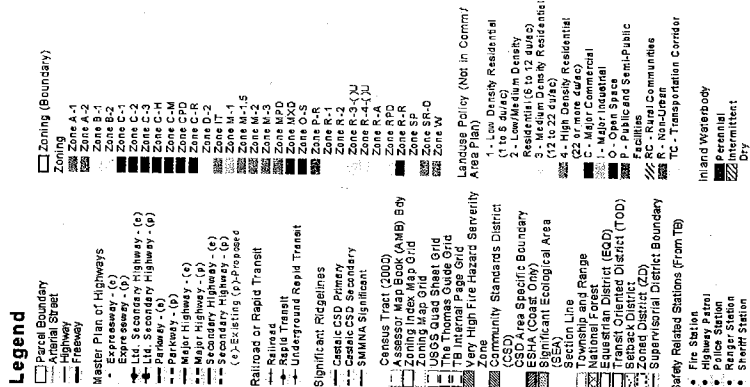 Legend
Parcel Boundary
Arterial Street
Highway
Freeway
Master Plan of Highways
Expressway - (e)
Expressway - (p)
Ltd. Secondary Highway - (e)
Ltd. Secondary Highway - (p)
Parkway - (e)
Parkway - (p)
Major Highway - (e)
Major Highway - (p)
Secondary Highway - (e)
Secondary Highway - (p)
(e)-Existing (p)-Proposed
Railroad or Rapid Transit
Railroad
Rapid Transit
Underground Rapid Transit
Significant Ridgelines
Castaic CSD Primary
Castaic CSD Secondary
SMMNA Significant
Census Tract (2000)
Assessor Map Book (AMB) Bdy
Zoning Index Map Grid
Zoning Map Grid
USGS Quad Sheet Grid
The Thomas Guide Grid
TB Internal Page Grid
Very High Fire Hazard Serverity
Zone
Community Standards District
(CSD)
CSD Area Specific Boundary
ESHA (Coast Only)
Significant Ecological Area
(SEA)
Section Line
Township and Range
National Forest
Equestrian District (EQD)
Transit Oriented District (TOD)
Setback District
Zoned District (ZD)
Supervisorial District Boundary
Safety Related Stations (From TB)
Fire Station
Highway Patrol
Police Station
Ranger Station
Sheriff Station
Zoning (Boundary)
Zoning
Zone A-1
Zone A-2
Zone B-1
Zone B-2
Zone C-1
Zone C-2
Zone C-3
Zone C-H
Zone C-M
Zone CPD
Zone C-R
Zone D-2
Zone IT
Zone M-1
Zone M-1.5
Zone M-2
Zone M-3
Zone MPD
Zone MXD
Zone O-S
Zone P-R
Zone R-1
Zone R-2
Zone R-3-()U
Zone R-4-()U
Zone R-A
Zone RPD
Zone R-R
Zone SP
Zone SR-D
Zone W
Landuse Policy (Not in Comm/
Area Plan)
1 - Low Density Residential
(1 to 6 du/ac)
2 - Low/Medium Density
Residential (6 to 12 du/ac)
3 - Medium Density Residential
(12 to 22 du/ac)
4 - High Density Residential
(22 or more du/ac)
C - Major Commercial
I - Major Industrial
O - Open Space
P - Public and Semi-Public
Facilities
RC - Rural Communities
R - Non-Urban
TC - Transportation Corridor
Inland Waterbody
Perennial
Intermittent
Dry